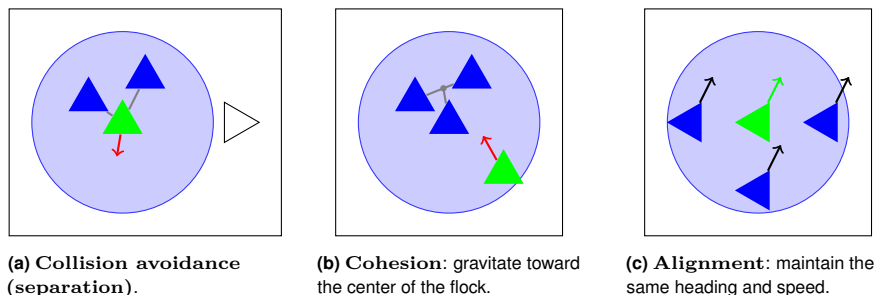 (a) Collision avoidance
(separation).
(b) Cohesion: gravitate toward
the center of the flock.
(c) Alignment: maintain the
same heading and speed.